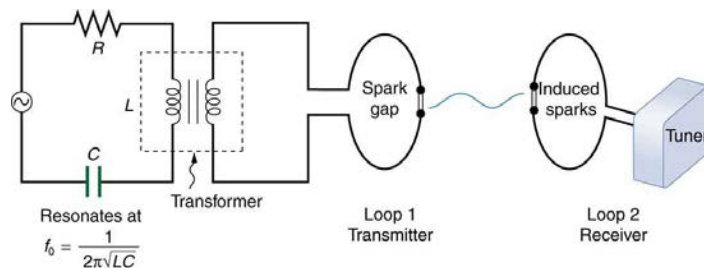 R
L
C
Transformer
Resonates at
f₀ = 1 / 2π√LC
Spark
gap
Loop 1
Transmitter
Induced
sparks
Tuner
Loop 2
Receiver